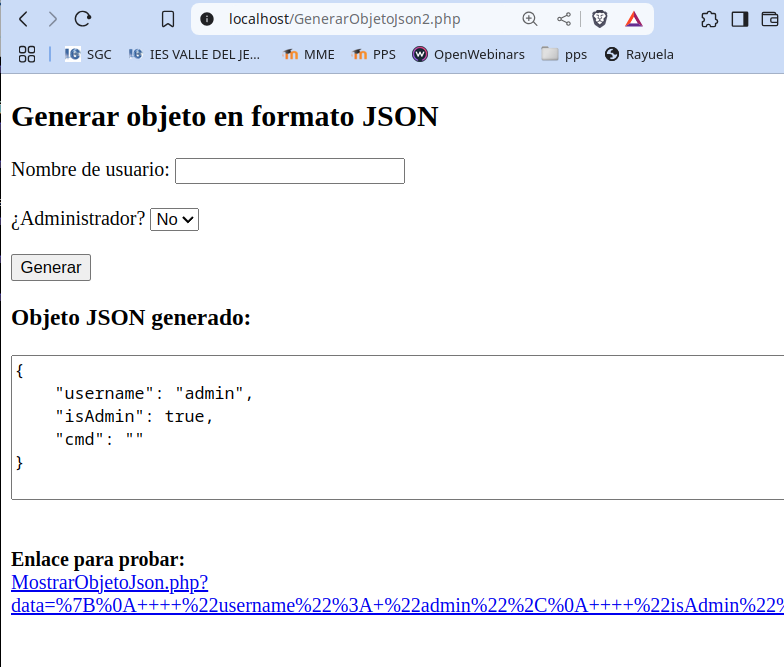 localhost/GenerarObjetoJson2.php
SGC IES VALLE DEL JE... MME PPS OpenWebinars pps Rayuela
Generar objeto en formato JSON
Nombre de usuario:
¿Administrador? No
Generar
Objeto JSON generado:
{
    "username": "admin",
    "isAdmin": true,
    "cmd": ""
}
Enlace para probar:
MostrarObjetoJson.php?
data=%7B%0A++++%22username%22%3A+%22admin%22%2C%0A++++%22isAdmin%22%